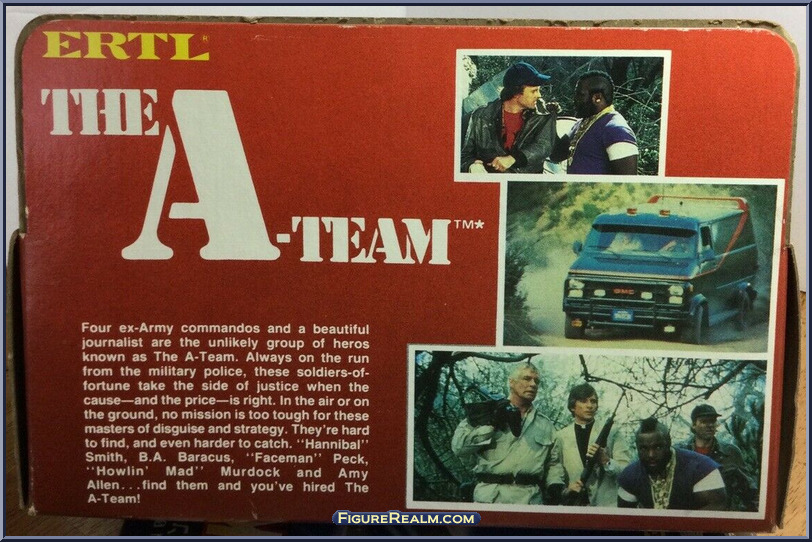 ERTL®
THE
A-TEAM™*
GMC
Four ex-Army commandos and a beautiful
journalist are the unlikely group of heros
known as The A-Team. Always on the run
from the military police, these soldiers-of-
fortune take the side of justice when the
cause—and the price—is right. In the air or on
the ground, no mission is too tough for these
masters of disguise and strategy. They're hard
to find, and even harder to catch. "Hannibal"
Smith, B.A. Baracus, "Faceman" Peck,
"Howlin' Mad" Murdock and Amy
Allen...find them and you've hired The
A-Team!
FIGUREREALM.COM